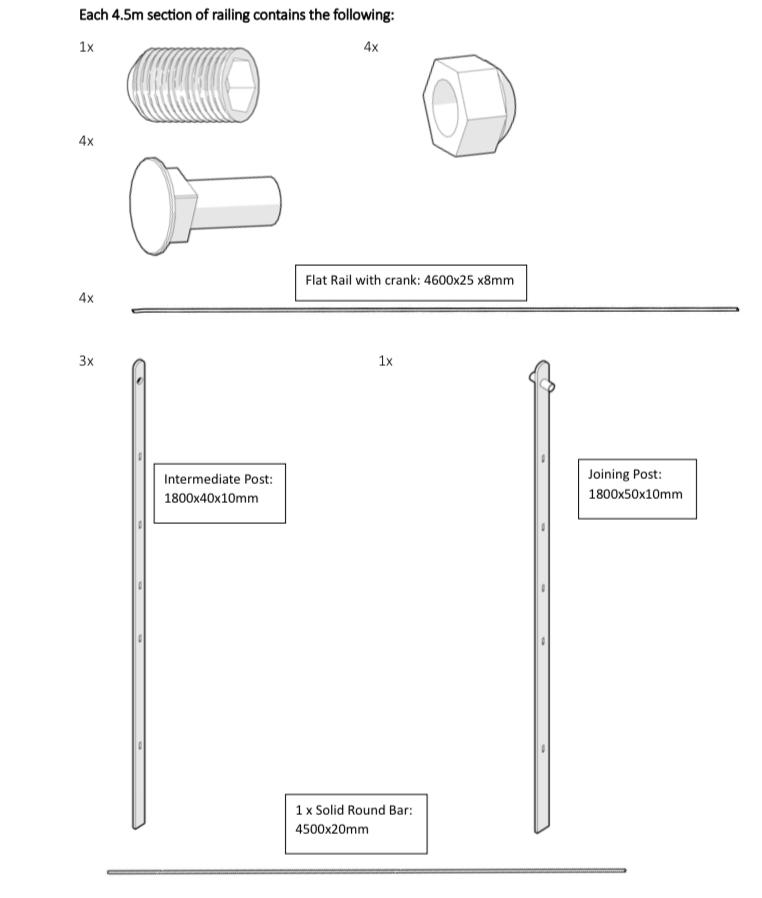 Each 4.5m section of railing contains the following:
1x
4x
4x
Flat Rail with crank: 4600x25 x8mm
4x
3x
1x
Intermediate Post:
1800x40x10mm
Joining Post:
1800x50x10mm
1 x Solid Round Bar:
4500x20mm